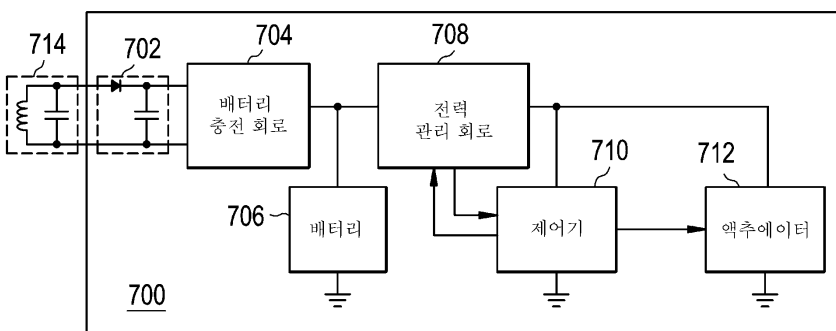 714
702
704
배터리
충전 회로
708
전력
관리 회로
706
배터리
710
제어기
712
액추에이터
700